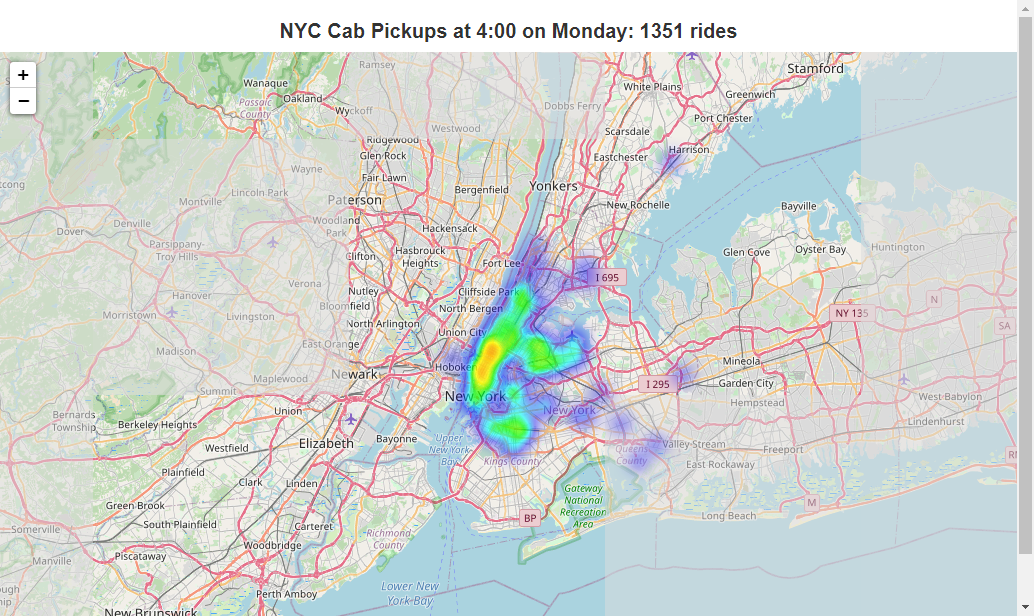 NYC Cab Pickups at 4:00 on Monday: 1351 rides
+
−
Ramsey
Stamford
Wanaque
White Plains
Greenwich
Oakland
Passaic
County
Wyckoff
Dobbs Ferry
Port Chester
Westwood
Scarsdale
Ridgewood
Harrison
Glen Rock
Eastchester
Wayne
Fair Lawn
Bergenfield
Yonkers
Lincoln Park
Montville
Paterson
New Rochelle
Bayville
Denville
Woodland
Park
Hackensack
Dover
Parsippany-
Troy Hills
Clifton
Hasbrouck
Heights
Huntington
Oyster Bay
Glen Cove
Fort Lee
I 695
Verona
Nutley
Cliffside Park
Hanover
Bloomfield
North Bergen
N
Morristown
Livingston
North Arlington
NY 135
SA
Union City
East Orange
Madison
Mineola
Hoboken
Newark
Maplewood
I 295
Garden City
Summit
New York
West Babylon
Hempstead
Union
New York
Bernards
Township
Berkeley Heights
Lindenhurst
Elizabeth
Bayonne
Upper
New York
Bay
Valley Stream
Westfield
Freeport
Queens
County
Kings County
East Rockaway
Plainfield
Clark
Linden
Gateway
National
Recreation
Area
M
Green Brook
BP
Long Beach
South Plainfield
Carteret
Somerville
Richmond
County
Woodbridge
Piscataway
Manville
Lower New
York Bay
Perth Amboy
New Brunswick